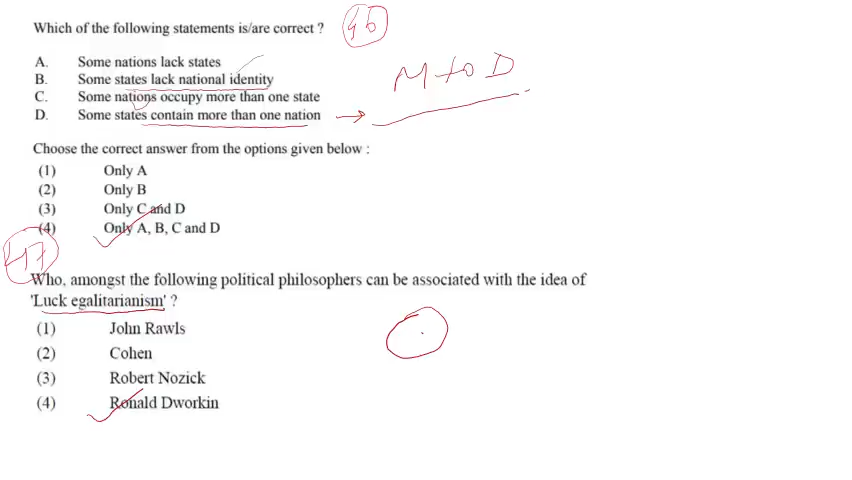 Which of the following statements is/are correct ? 46
A. Some nations lack states
B. Some states lack national identity
C. Some nations occupy more than one state
D. Some states contain more than one nation
M to D
Choose the correct answer from the options given below :
(1) Only A
(2) Only B
(3) Only C and D
(4) Only A, B, C and D
47
Who, amongst the following political philosophers can be associated with the idea of
'Luck egalitarianism' ?
(1) John Rawls
(2) Cohen
(3) Robert Nozick
(4) Ronald Dworkin